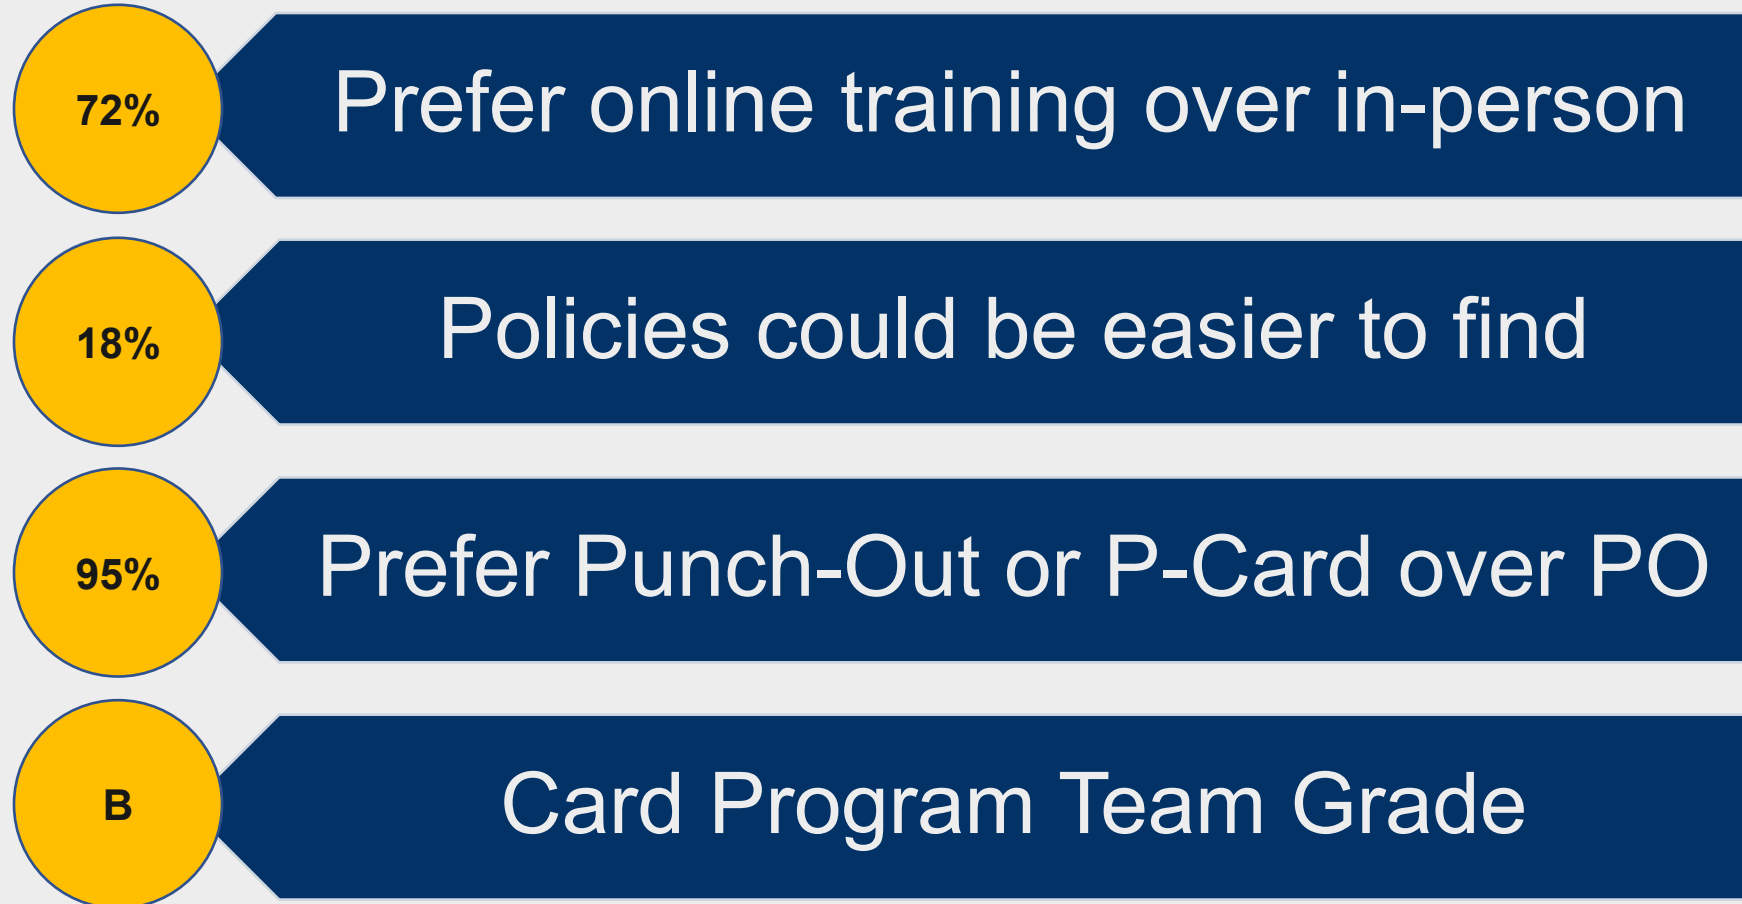 72%
Prefer online training over in-person
18%
Policies could be easier to find
95%
Prefer Punch-Out or P-Card over PO
B
Card Program Team Grade